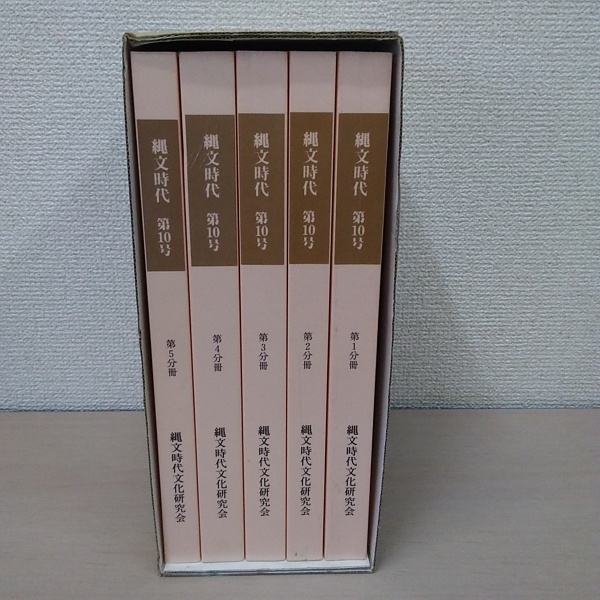 縄文時代 第10号
第5分冊
縄文時代文化研究会
縄文時代 第10号
第4分冊
縄文時代文化研究会
縄文時代 第10号
第3分冊
縄文時代文化研究会
縄文時代 第10号
第2分冊
縄文時代文化研究会
縄文時代 第10号
第1分冊
縄文時代文化研究会